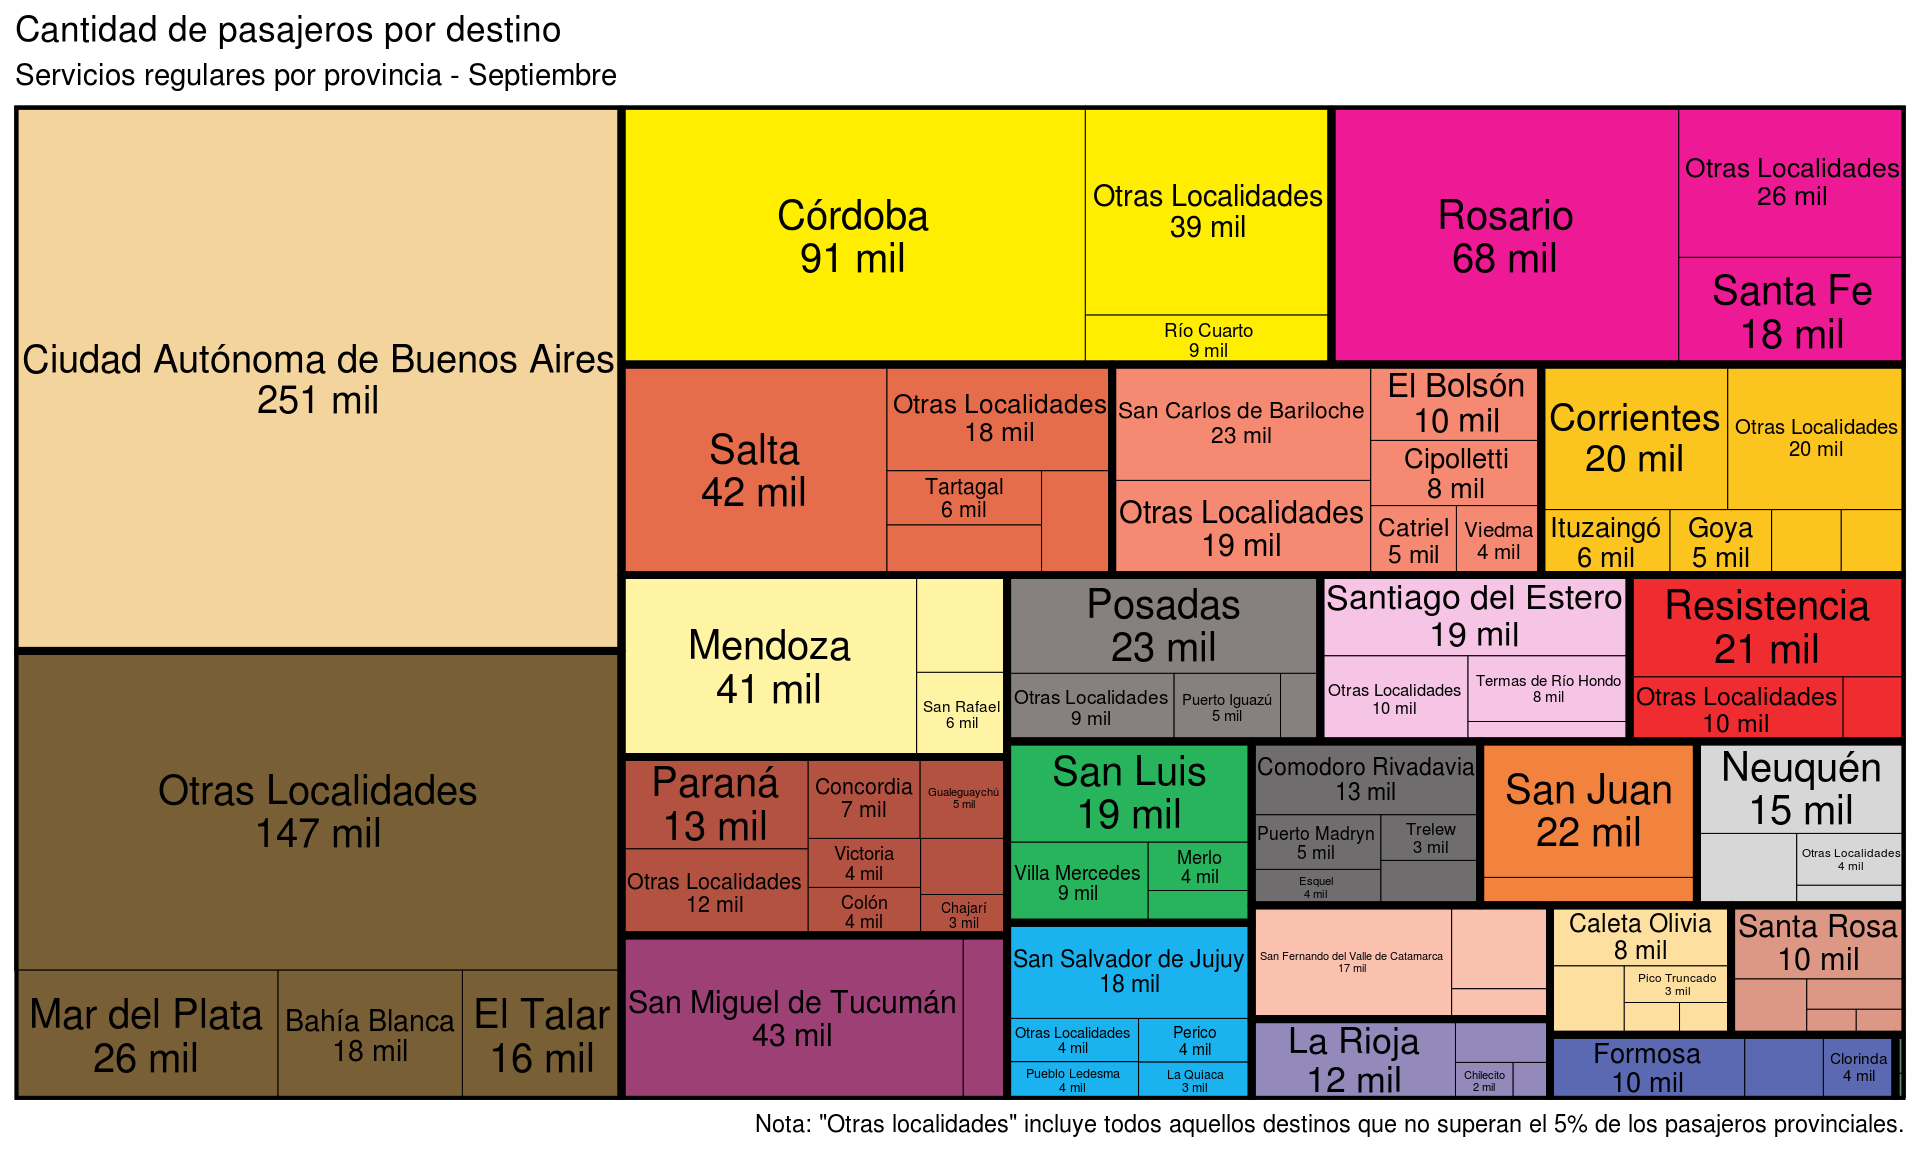 Cantidad de pasajeros por destino
Servicios regulares por provincia - Septiembre
Ciudad Autónoma de Buenos Aires
251 mil
Otras Localidades
147 mil
Mar del Plata
26 mil
Bahía Blanca
18 mil
El Talar
16 mil
Córdoba
91 mil
Otras Localidades
39 mil
Río Cuarto
9 mil
Rosario
68 mil
Otras Localidades
26 mil
Santa Fe
18 mil
Salta
42 mil
Otras Localidades
18 mil
Tartagal
6 mil
San Carlos de Bariloche
23 mil
Otras Localidades
19 mil
El Bolsón
10 mil
Cipolletti
8 mil
Catriel
5 mil
Viedma
4 mil
Corrientes
20 mil
Otras Localidades
20 mil
Ituzaingó
6 mil
Goya
5 mil
Mendoza
41 mil
San Rafael
6 mil
Posadas
23 mil
Otras Localidades
9 mil
Puerto Iguazú
5 mil
Santiago del Estero
19 mil
Otras Localidades
10 mil
Termas de Río Hondo
8 mil
Resistencia
21 mil
Otras Localidades
10 mil
Paraná
13 mil
Otras Localidades
12 mil
Concordia
7 mil
Gualeguaychú
5 mil
Victoria
4 mil
Colón
4 mil
Chajarí
3 mil
San Miguel de Tucumán
43 mil
San Luis
19 mil
Villa Mercedes
9 mil
Merlo
4 mil
San Salvador de Jujuy
18 mil
Otras Localidades
4 mil
Perico
4 mil
Pueblo Ledesma
4 mil
La Quiaca
3 mil
Comodoro Rivadavia
13 mil
Puerto Madryn
5 mil
Trelew
3 mil
Esquel
4 mil
San Juan
22 mil
Neuquén
15 mil
Otras Localidades
4 mil
San Fernando del Valle de Catamarca
17 mil
La Rioja
12 mil
Chilecito
2 mil
Caleta Olivia
8 mil
Pico Truncado
3 mil
Santa Rosa
10 mil
Formosa
10 mil
Clorinda
4 mil
Nota: "Otras localidades" incluye todos aquellos destinos que no superan el 5% de los pasajeros provinciales.